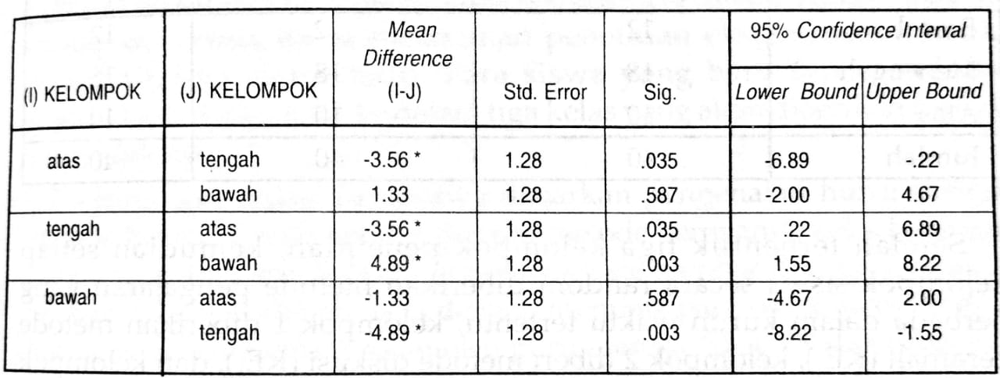 Mean 95% Confidence Interval
Difference
(I) KELOMPOK (J) KELOMPOK (I-J) Std. Error Sig. Lower Bound Upper Bound
atas tengah -3.56 * 1.28 .035 -6.89 -.22
bawah 1.33 1.28 .587 -2.00 4.67
tengah atas -3.56 * 1.28 .035 .22 6.89
bawah 4.89 * 1.28 .003 1.55 8.22
bawah atas -1.33 1.28 .587 -4.67 2.00
tengah -4.89 * 1.28 .003 -8.22 -1.55